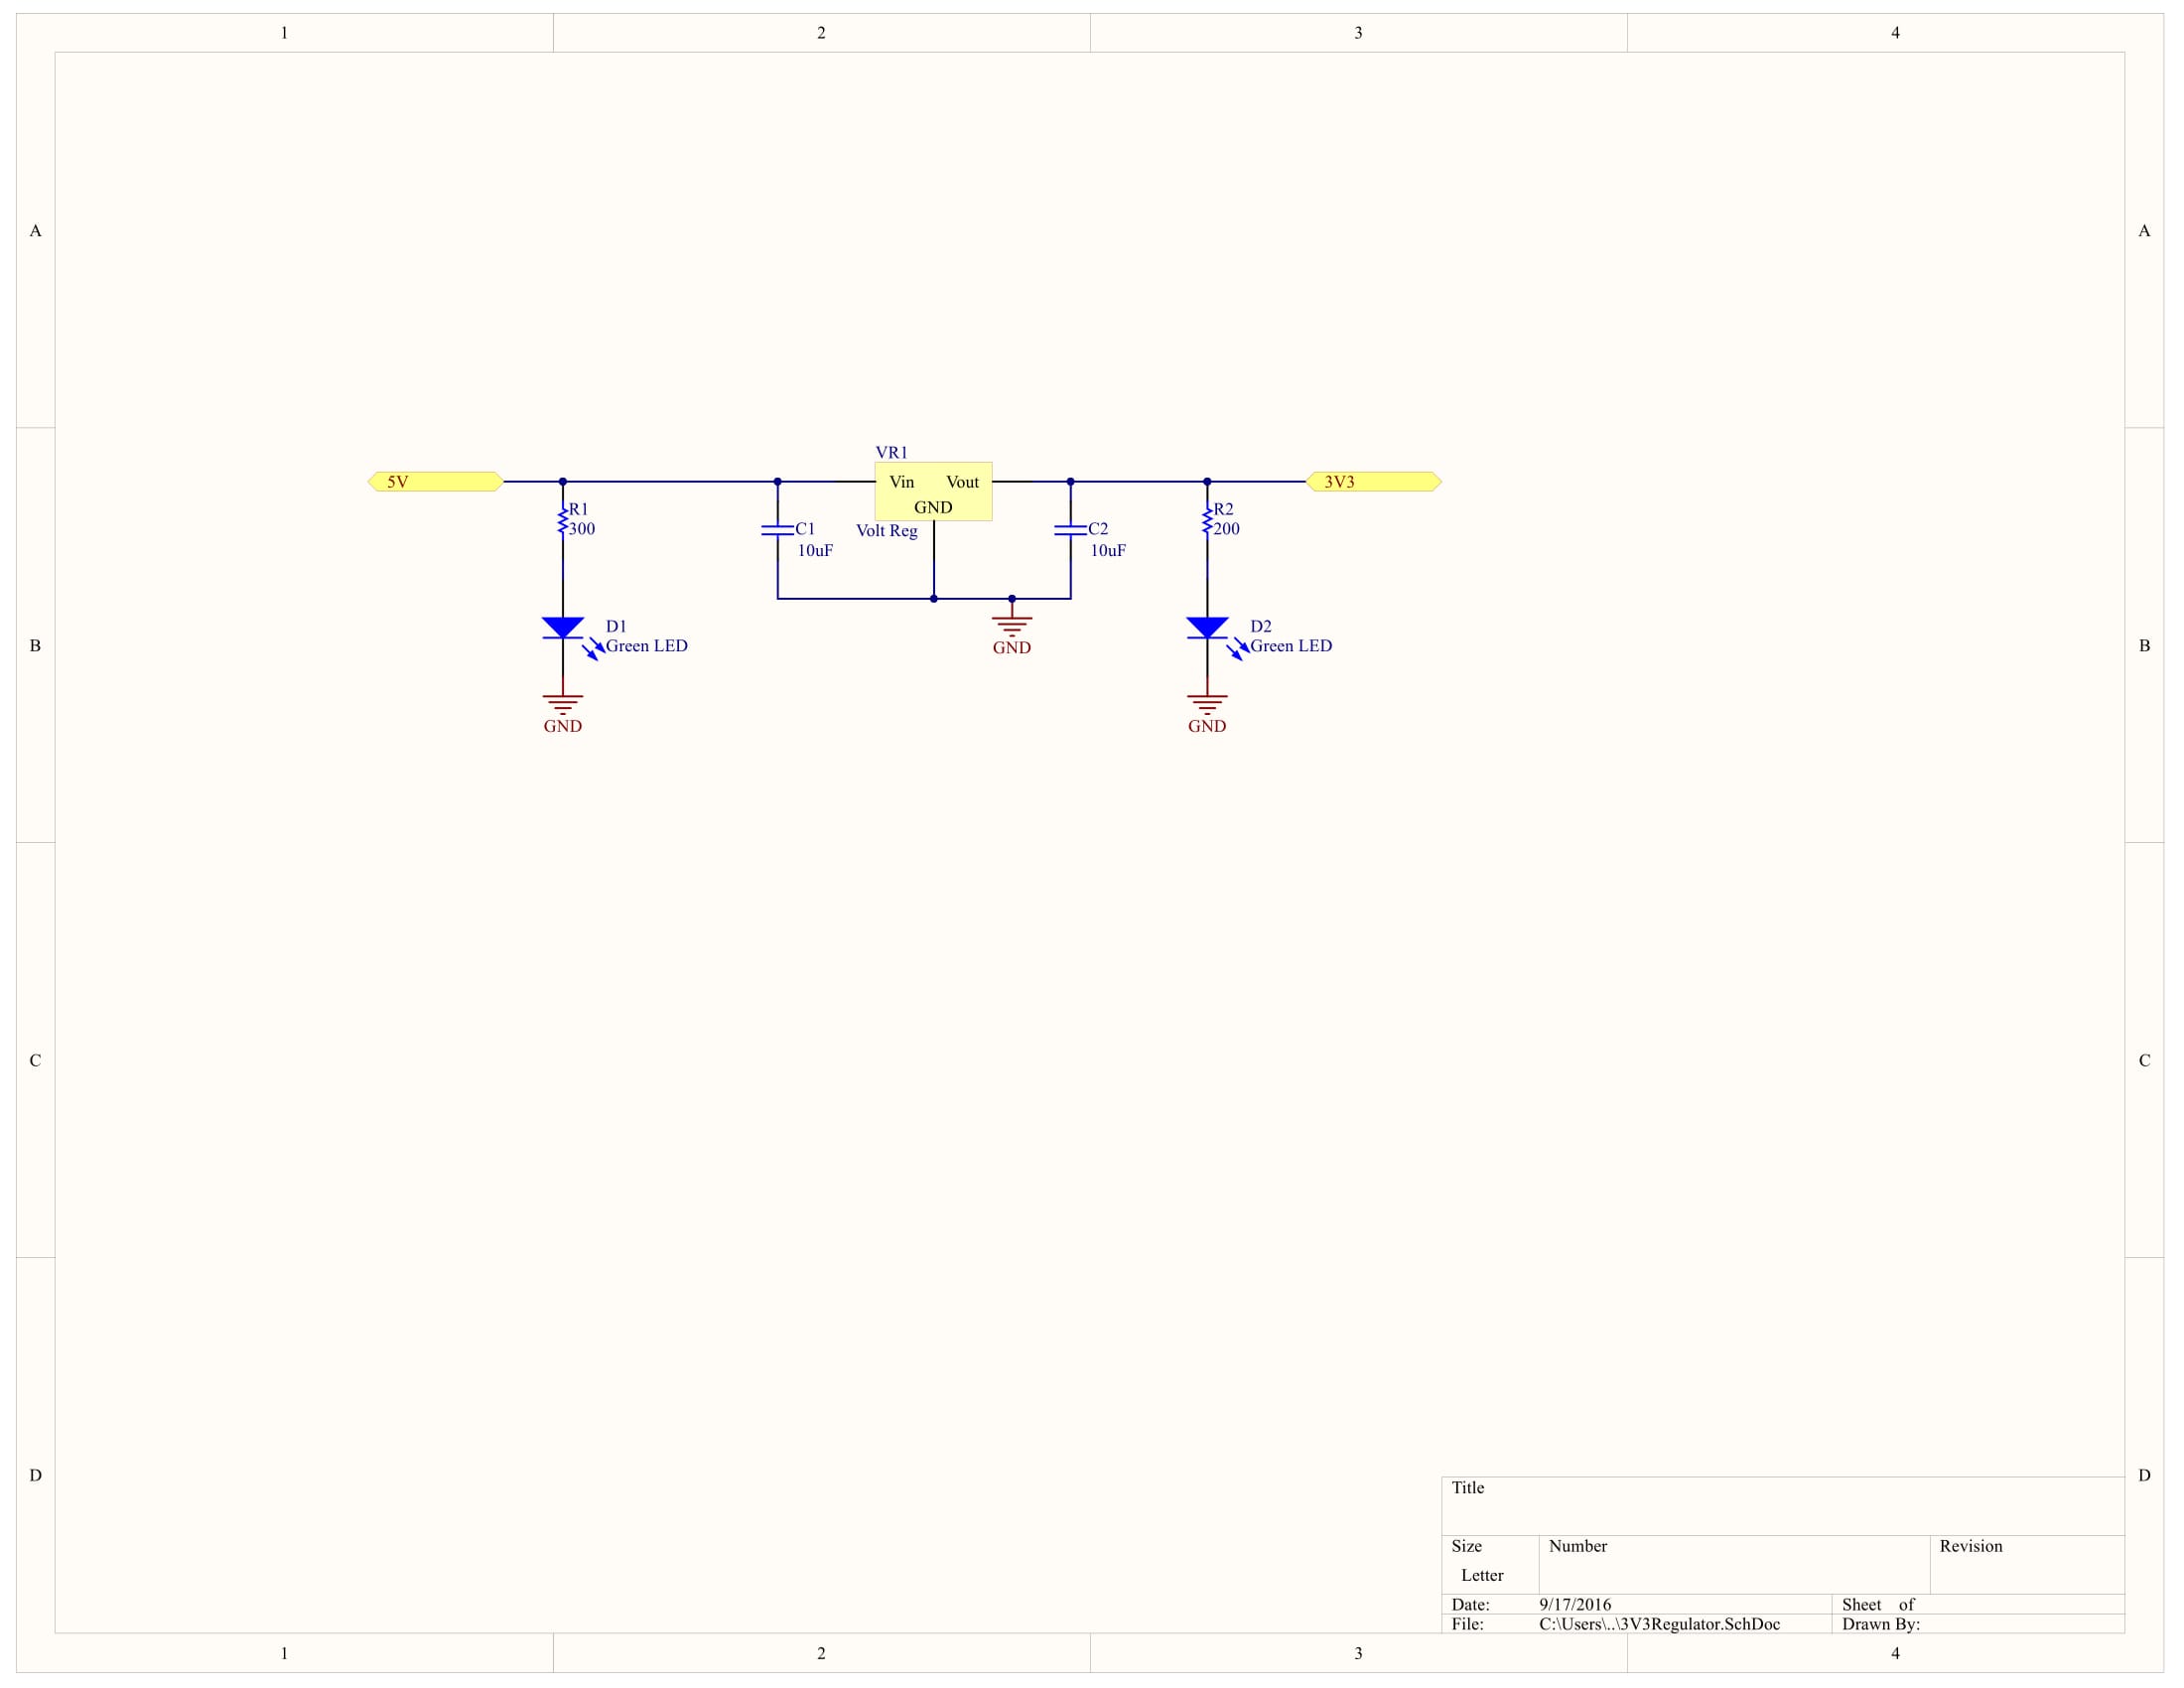 1 2 3 4
A A
VR1
5V Vin Vout 3V3
GND
R1 R2
300 C1 Volt Reg C2 200
10uF 10uF
D1 D2
Green LED GND Green LED
B B
GND GND
C C
D D
Title
Size Number Revision
Letter
Date: 9/17/2016 Sheet of
File: C:\Users\..\3V3Regulator.SchDoc Drawn By:
1 2 3 4